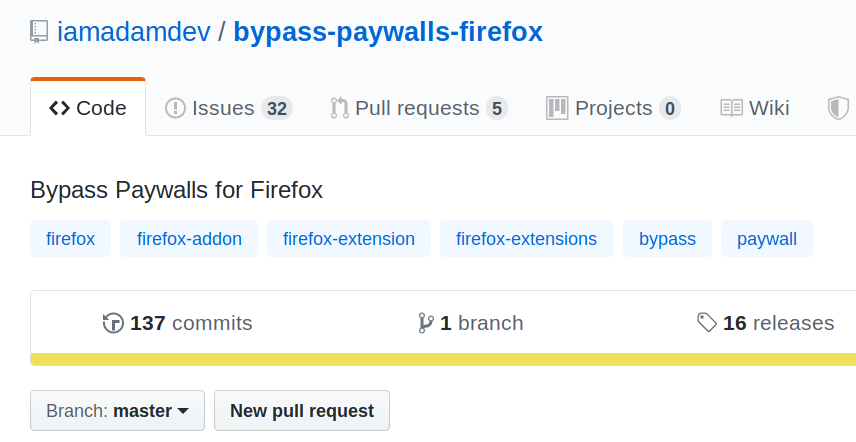 iamadamdev / bypass-paywalls-firefox
Code Issues 32 Pull requests 5 Projects 0 Wiki
Bypass Paywalls for Firefox
firefox firefox-addon firefox-extension firefox-extensions bypass paywall
137 commits 1 branch 16 releases
Branch: master New pull request